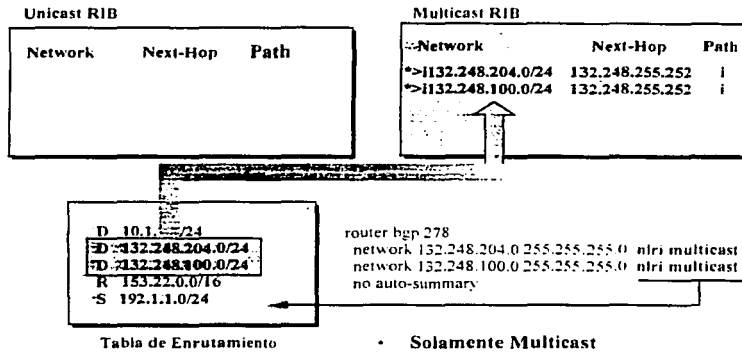 Unicast RIB
Network Next-Hop Path
Multicast RIB
Network Next-Hop Path
*>i132.248.204.0/24 132.248.255.252 i
*>i132.248.100.0/24 132.248.255.252 i
D /24
D 132.248.204.0/24
D 132.248.100.0/24
R 153.22.0.0/16
S 192.1.1.0/24
Tabla de Enrutamiento
router bgp 278
network 132.248.204.0 255.255.255.0 nlri multicast
network 132.248.100.0 255.255.255.0 nlri multicast
no auto-summary
• Solamente Multicast